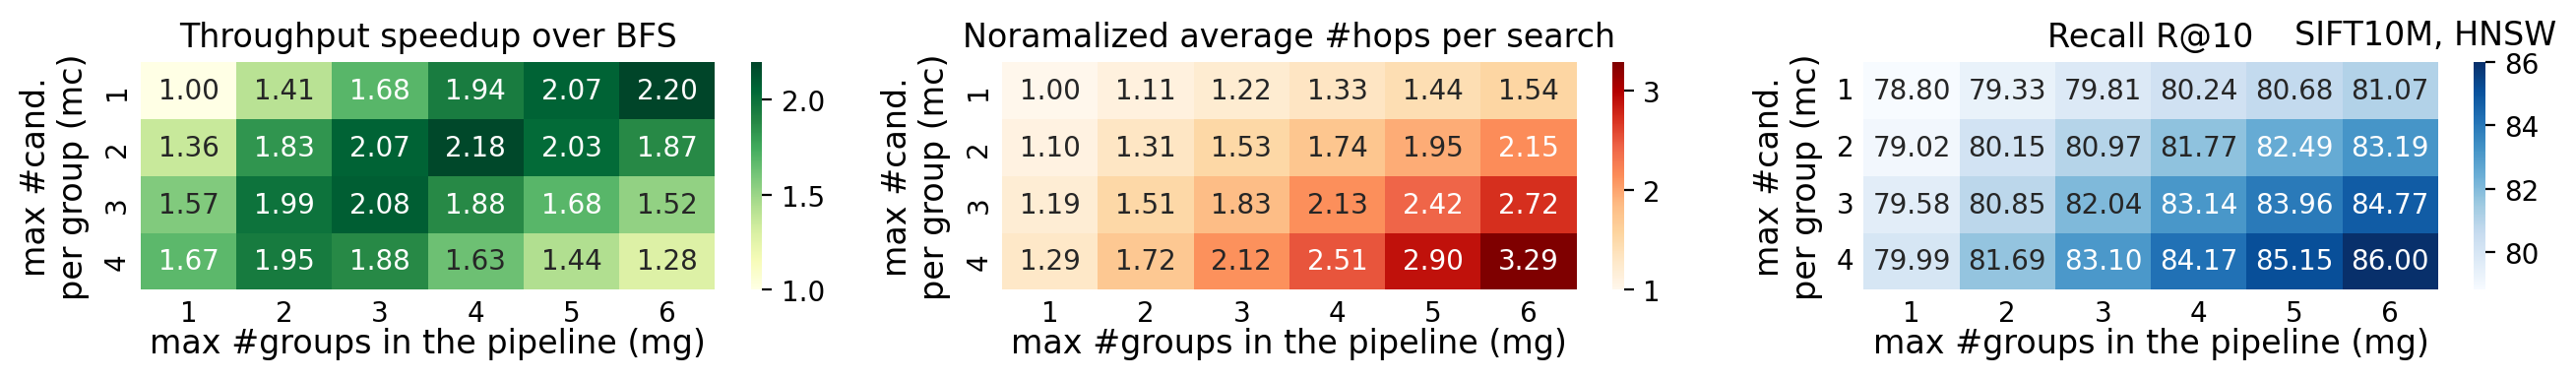 Throughput speedup over BFS
max #cand.
per group (mc)
1 1.00 1.41 1.68 1.94 2.07 2.20
2 1.36 1.83 2.07 2.18 2.03 1.87
3 1.57 1.99 2.08 1.88 1.68 1.52
4 1.67 1.95 1.88 1.63 1.44 1.28
1 2 3 4 5 6
max #groups in the pipeline (mg)
2.0
1.5
1.0
Noramalized average #hops per search
max #cand.
per group (mc)
1 1.00 1.11 1.22 1.33 1.44 1.54
2 1.10 1.31 1.53 1.74 1.95 2.15
3 1.19 1.51 1.83 2.13 2.42 2.72
4 1.29 1.72 2.12 2.51 2.90 3.29
1 2 3 4 5 6
max #groups in the pipeline (mg)
3
2
1
Recall R@10
SIFT10M, HNSW
max #cand.
per group (mc)
1 78.80 79.33 79.81 80.24 80.68 81.07
2 79.02 80.15 80.97 81.77 82.49 83.19
3 79.58 80.85 82.04 83.14 83.96 84.77
4 79.99 81.69 83.10 84.17 85.15 86.00
1 2 3 4 5 6
max #groups in the pipeline (mg)
86
84
82
80